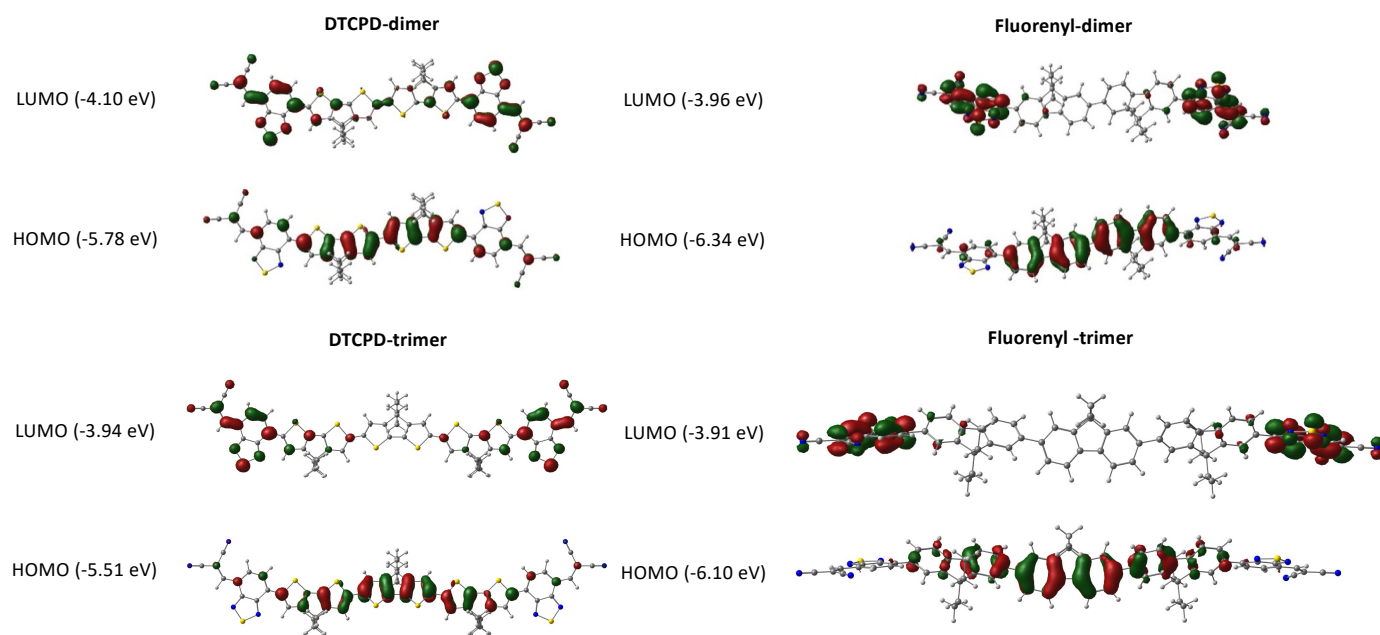 DTCPD-dimer
LUMO (-4.10 eV)
HOMO (-5.78 eV)
Fluorenyl-dimer
LUMO (-3.96 eV)
HOMO (-6.34 eV)
DTCPD-trimer
LUMO (-3.94 eV)
HOMO (-5.51 eV)
Fluorenyl -trimer
LUMO (-3.91 eV)
HOMO (-6.10 eV)